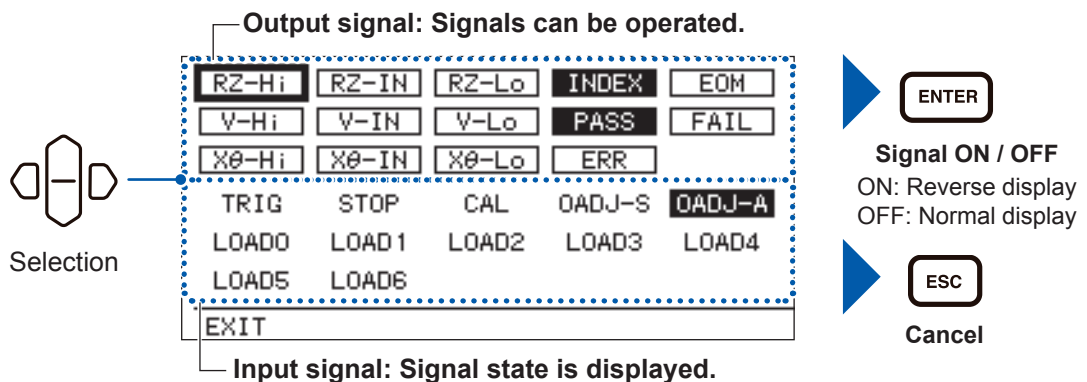 Output signal: Signals can be operated.
RZ-Hi RZ-IN RZ-Lo INDEX EOM
V-Hi V-IN V-Lo PASS FAIL
Xθ-Hi Xθ-IN Xθ-Lo ERR
TRIG STOP CAL OADJ-S OADJ-A
LOAD0 LOAD1 LOAD2 LOAD3 LOAD4
LOAD5 LOAD6
EXIT
Input signal: Signal state is displayed.
Selection
ENTER
Signal ON / OFF
ON: Reverse display
OFF: Normal display
ESC
Cancel